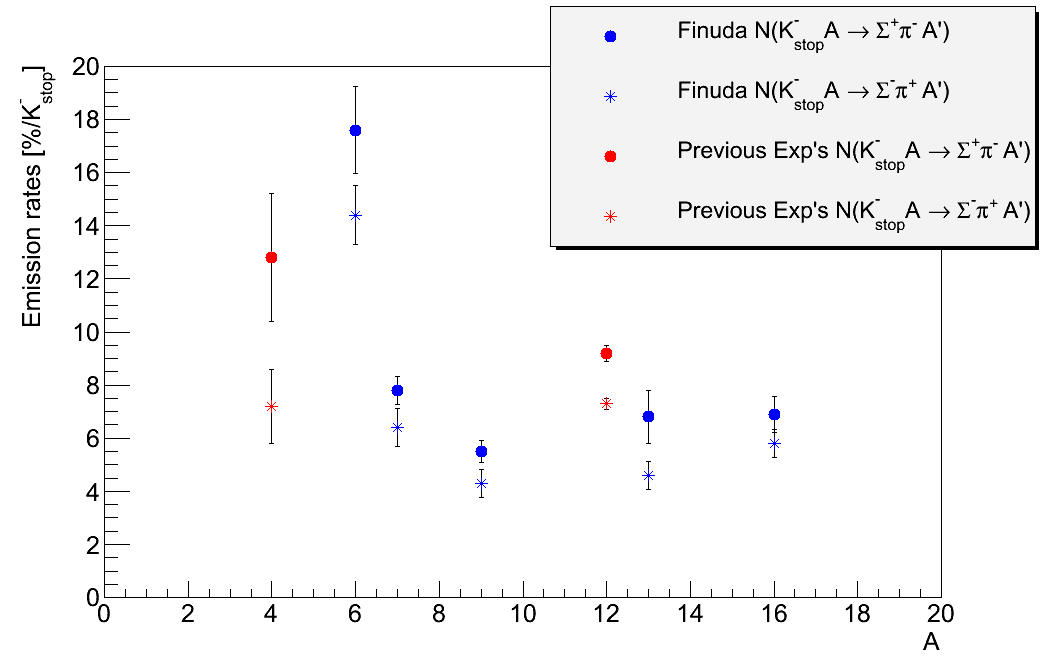 Finuda N(K⁻stopA → Σ⁺π⁻ A')
Finuda N(K⁻stopA → Σ⁻π⁺ A')
Previous Exp's N(K⁻stopA → Σ⁺π⁻ A')
Previous Exp's N(K⁻stopA → Σ⁻π⁺ A')
Emission rates [%/K⁻stop]
20
18
16
14
12
10
8
6
4
2
0
0 2 4 6 8 10 12 14 16 18 20
A